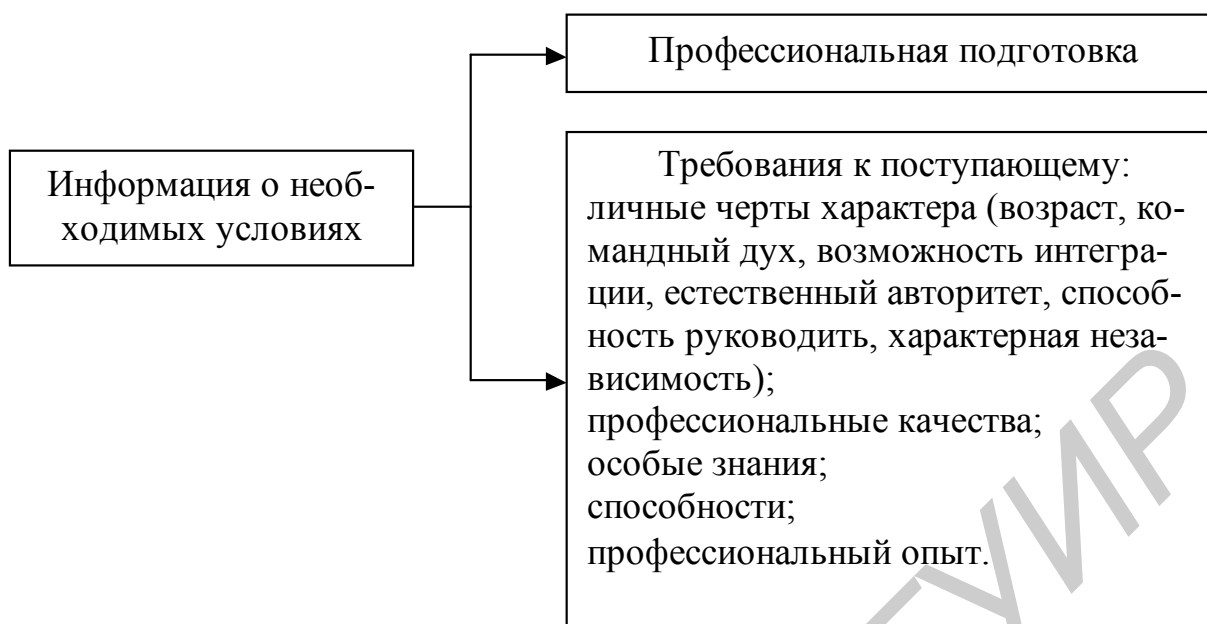 Профессиональная подготовка
Информация о необ-
ходимых условиях
Требования к поступающему:
личные черты характера (возраст, ко-
мандный дух, возможность интегра-
ции, естественный авторитет, способ-
ность руководить, характерная неза-
висимость);
профессиональные качества;
особые знания;
способности;
профессиональный опыт.
ГУИР